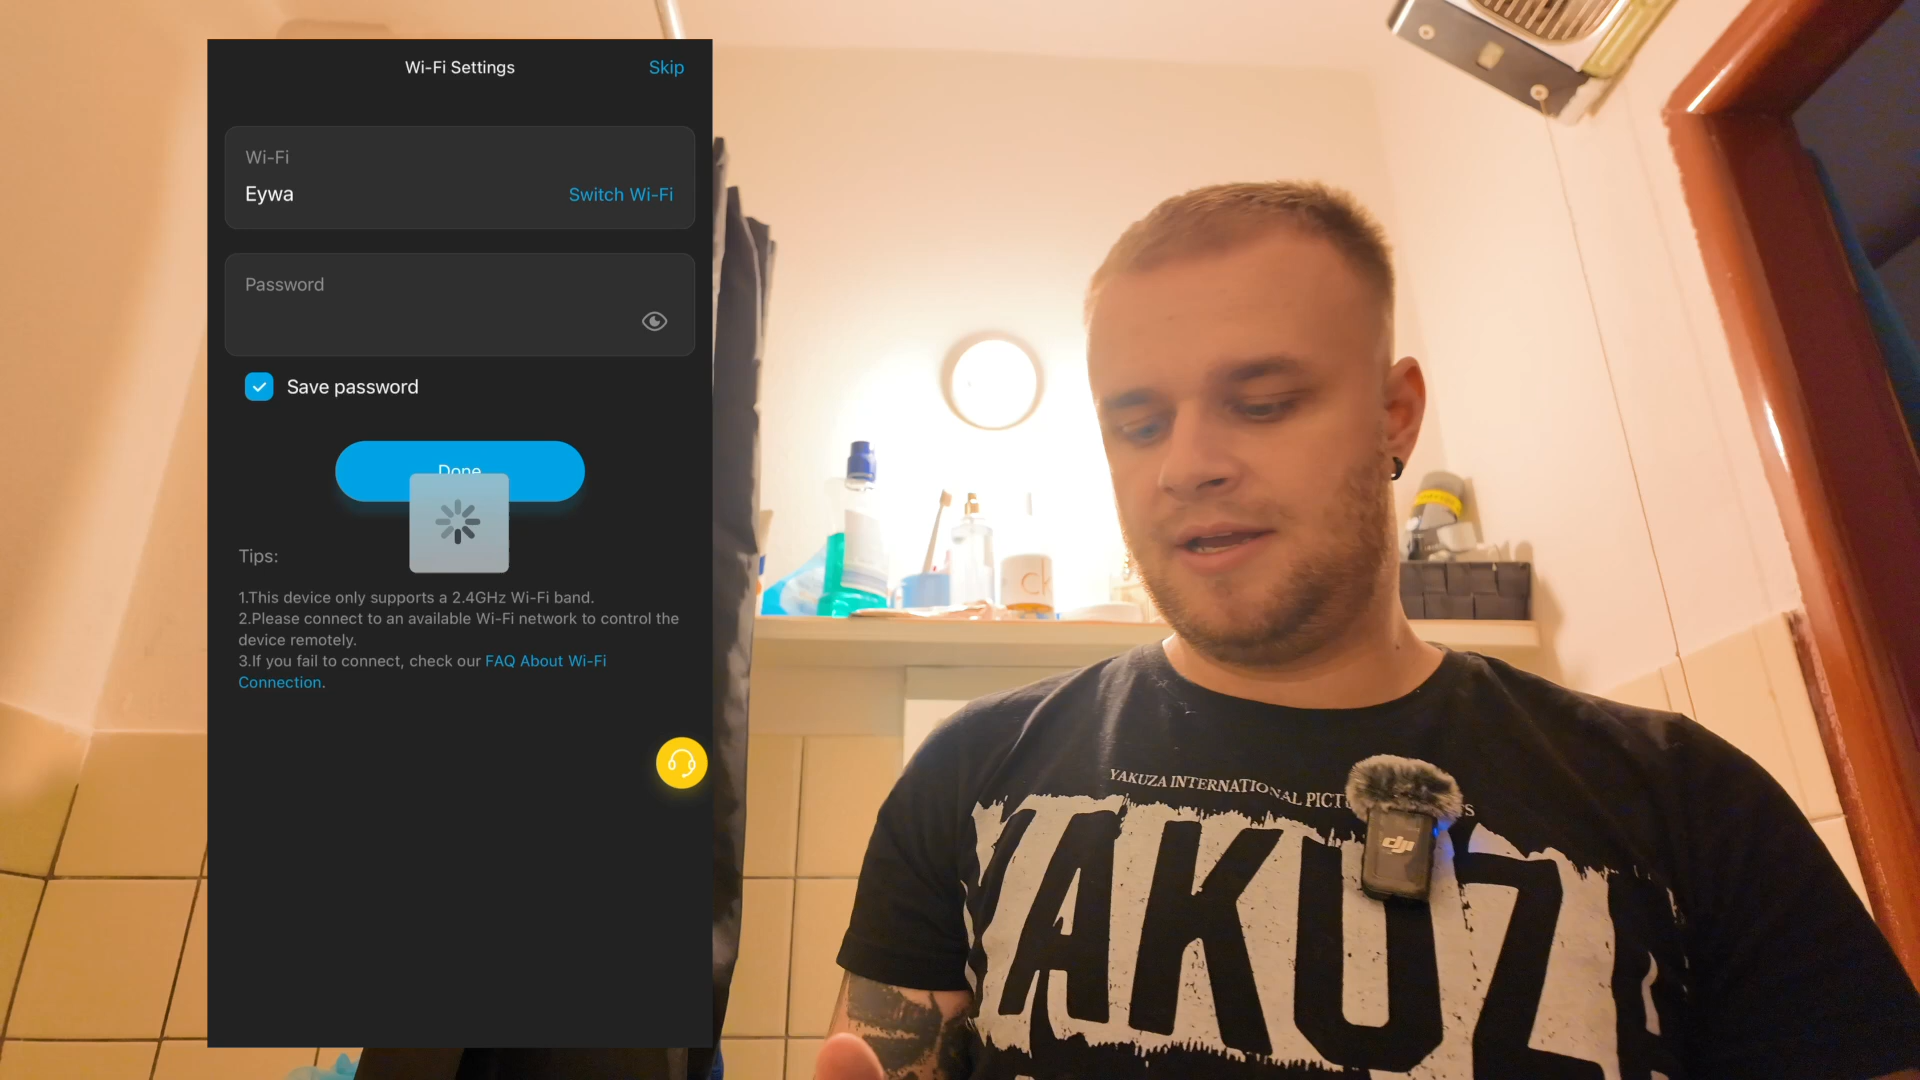 Wi-Fi Settings
Skip
Wi-Fi
Eywa
Switch Wi-Fi
Password
Save password
Done
Tips:
1.This device only supports a 2.4GHz Wi-Fi band.
2.Please connect to an available Wi-Fi network to control the
device remotely.
3.If you fail to connect, check our FAQ About Wi-Fi
Connection.
ck
YAKUZA INTERNATIONAL
dji
YAKUZ